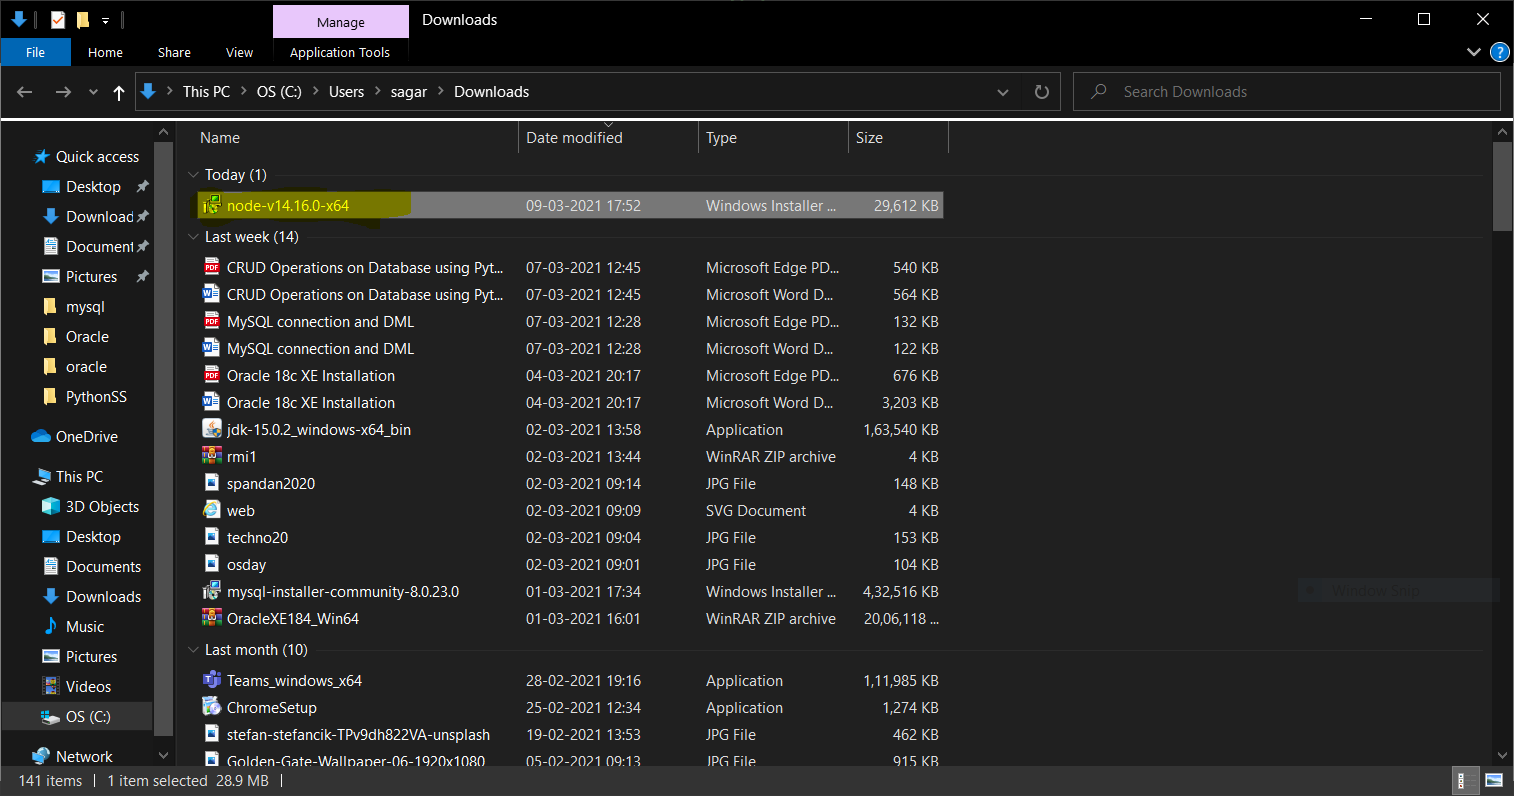 Manage
Downloads
File Home Share View Application Tools
This PC > OS (C:) > Users > sagar > Downloads
Search Downloads
Name Date modified Type Size
Quick access
Desktop
Download
Document
Pictures
mysql
Oracle
oracle
PythonSS
OneDrive
This PC
3D Objects
Desktop
Documents
Downloads
Music
Pictures
Videos
OS (C:)
Network
Today (1)
node-v14.16.0-x64 09-03-2021 17:52 Windows Installer ... 29,612 KB
Last week (14)
CRUD Operations on Database using Pyt... 07-03-2021 12:45 Microsoft Edge PD... 540 KB
CRUD Operations on Database using Pyt... 07-03-2021 12:45 Microsoft Word D... 564 KB
MySQL connection and DML 07-03-2021 12:28 Microsoft Edge PD... 132 KB
MySQL connection and DML 07-03-2021 12:28 Microsoft Word D... 122 KB
Oracle 18c XE Installation 04-03-2021 20:17 Microsoft Edge PD... 676 KB
Oracle 18c XE Installation 04-03-2021 20:17 Microsoft Word D... 3,203 KB
jdk-15.0.2_windows-x64_bin 02-03-2021 13:58 Application 1,63,540 KB
rmi1 02-03-2021 13:44 WinRAR ZIP archive 4 KB
spandan2020 02-03-2021 09:14 JPG File 148 KB
web 02-03-2021 09:09 SVG Document 4 KB
techno20 02-03-2021 09:04 JPG File 153 KB
osday 02-03-2021 09:01 JPG File 104 KB
mysql-installer-community-8.0.23.0 01-03-2021 17:34 Windows Installer ... 4,32,516 KB
OracleXE184_Win64 01-03-2021 16:01 WinRAR ZIP archive 20,06,118 ...
Last month (10)
Teams_windows_x64 28-02-2021 19:16 Application 1,11,985 KB
ChromeSetup 25-02-2021 12:34 Application 1,274 KB
stefan-stefancik-TPv9dh822VA-unsplash 19-02-2021 13:53 JPG File 462 KB
Golden-Gate-Wallpaper-06-1920x1080 05-02-2021 09:13 JPG File 915 KB
Window Snip
141 items 1 item selected 28.9 MB